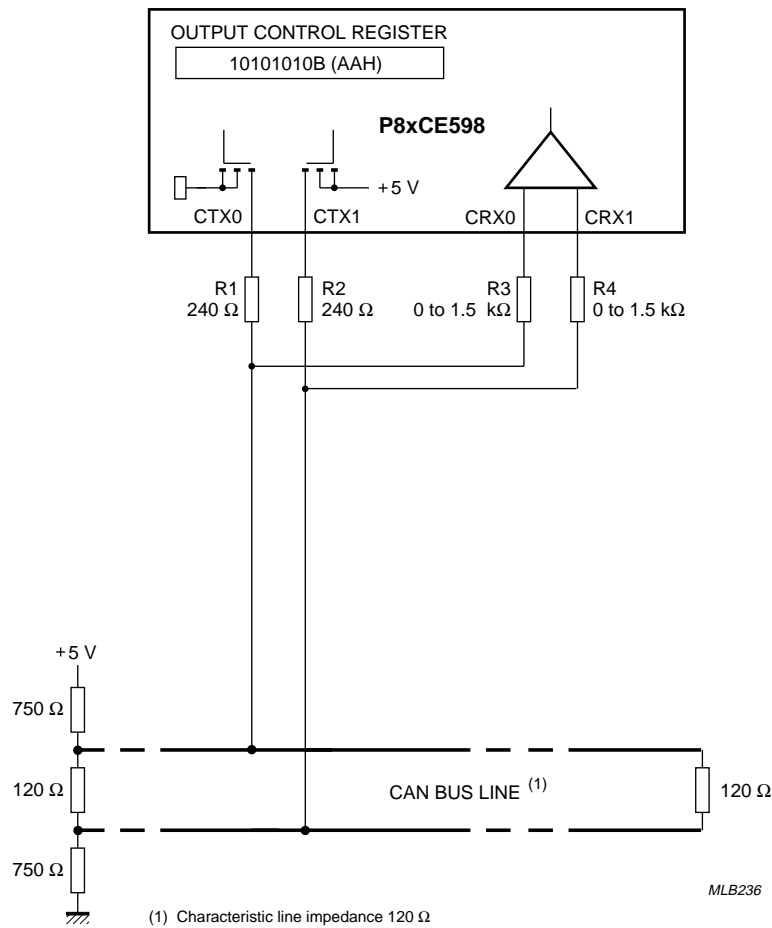 OUTPUT CONTROL REGISTER
10101010B (AAH)
P8xCE598
+5 V
CTX0
CTX1
CRX0
CRX1
R1
240 Ω
R2
240 Ω
R3
0 to 1.5 kΩ
R4
0 to 1.5 kΩ
+5 V
750 Ω
120 Ω
CAN BUS LINE (1)
120 Ω
750 Ω
MLB236
(1) Characteristic line impedance 120 Ω